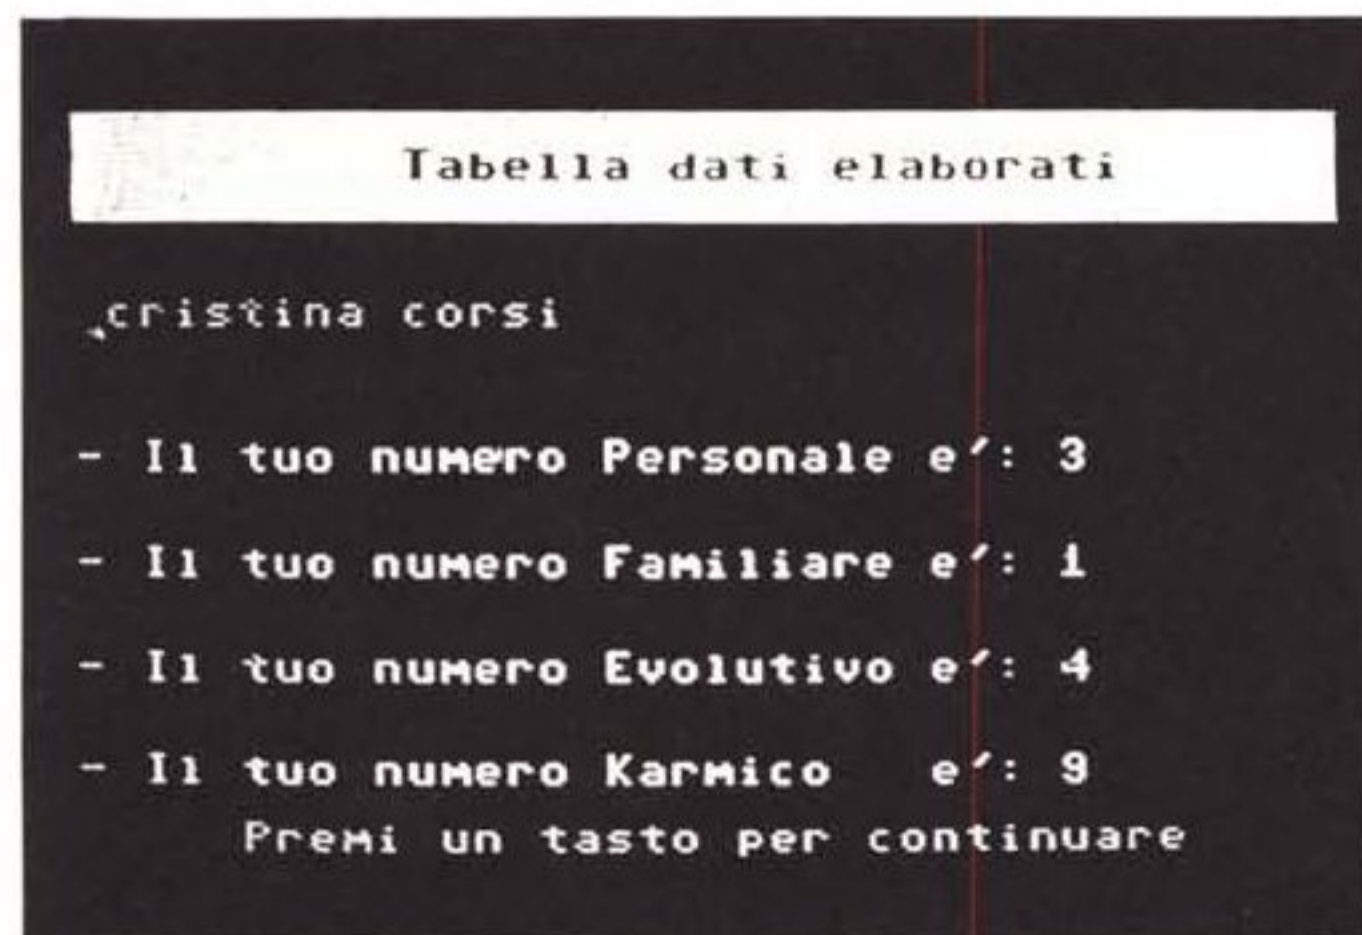 Tabella dati elaborati
cristina corsi
- Il tuo numero Personale e': 3
- Il tuo numero Familiare e': 1
- Il tuo numero Evolutivo e': 4
- Il tuo numero Karmico e': 9
Premi un tasto per continuare